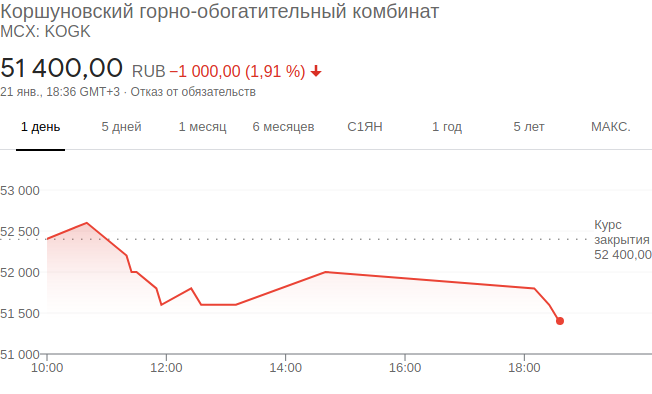 Коршуновский горно-обогатительный комбинат
MCX: KOGK
51 400,00 RUB −1 000,00 (1,91 %)
21 янв., 18:36 GMT+3 · Отказ от обязательств
1 день 5 дней 1 месяц 6 месяцев С1ЯН 1 год 5 лет МАКС.
53 000
52 500
52 000
51 500
51 000
Курс
закрытия
52 400,00
10:00 12:00 14:00 16:00 18:00